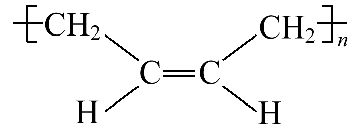 [CH₂ CH₂]ₙ
C=C
H H